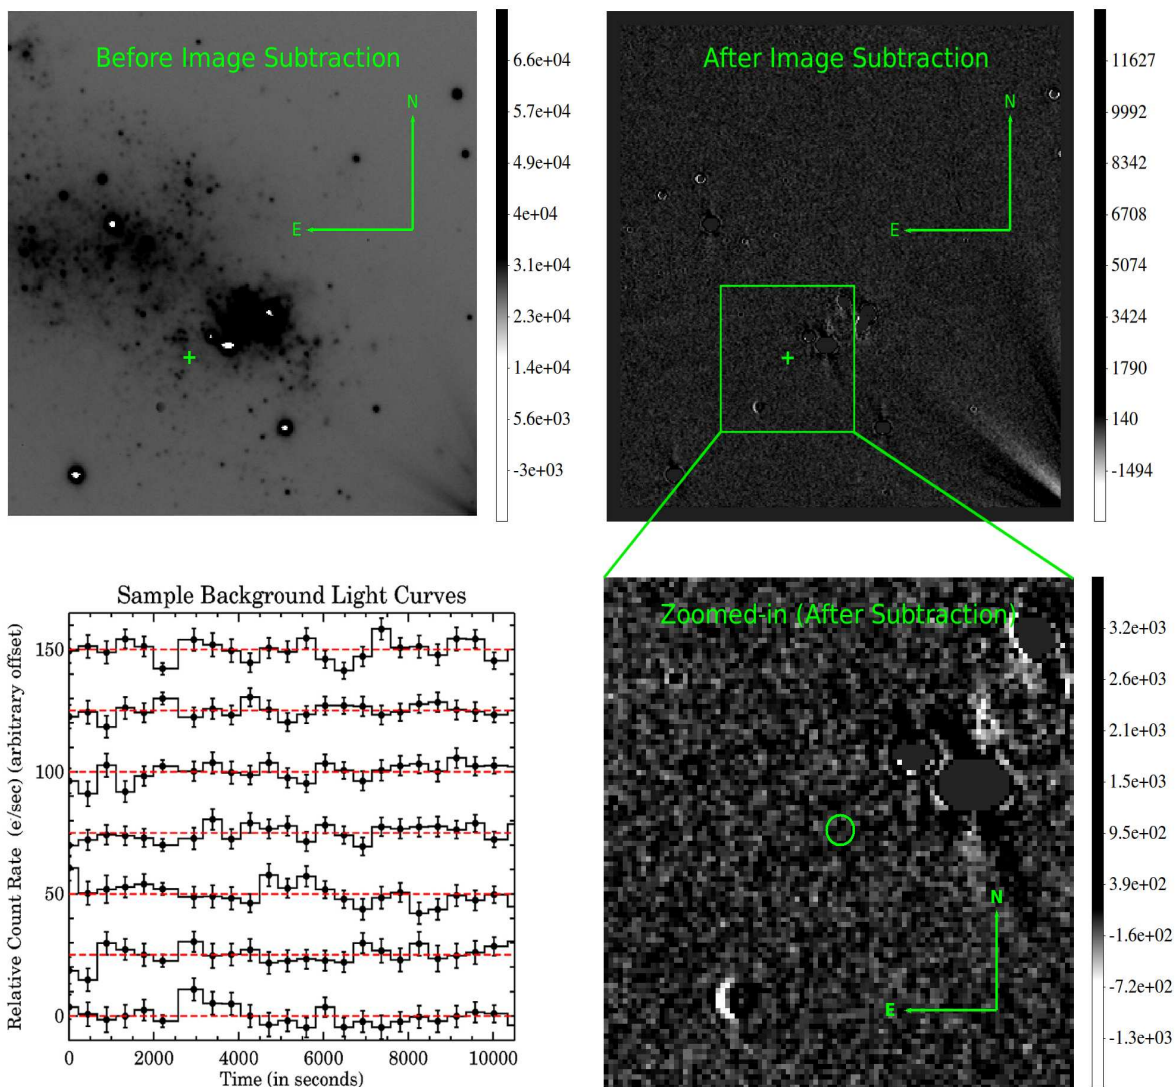 Before Image Subtraction
N
E
6.6e+04
5.7e+04
4.9e+04
4e+04
3.1e+04
2.3e+04
1.4e+04
5.6e+03
-3e+03
After Image Subtraction
N
E
11627
9992
8342
6708
5074
3424
1790
140
-1494
Sample Background Light Curves
Relative Count Rate (e/sec) (arbitrary offset)
150
100
50
0
0 2000 4000 6000 8000 10000
Time (in seconds)
Zoomed-in (After Subtraction)
N
E
3.2e+03
2.6e+03
2.1e+03
1.5e+03
9.5e+02
3.9e+02
-1.6e+02
-7.2e+02
-1.3e+03